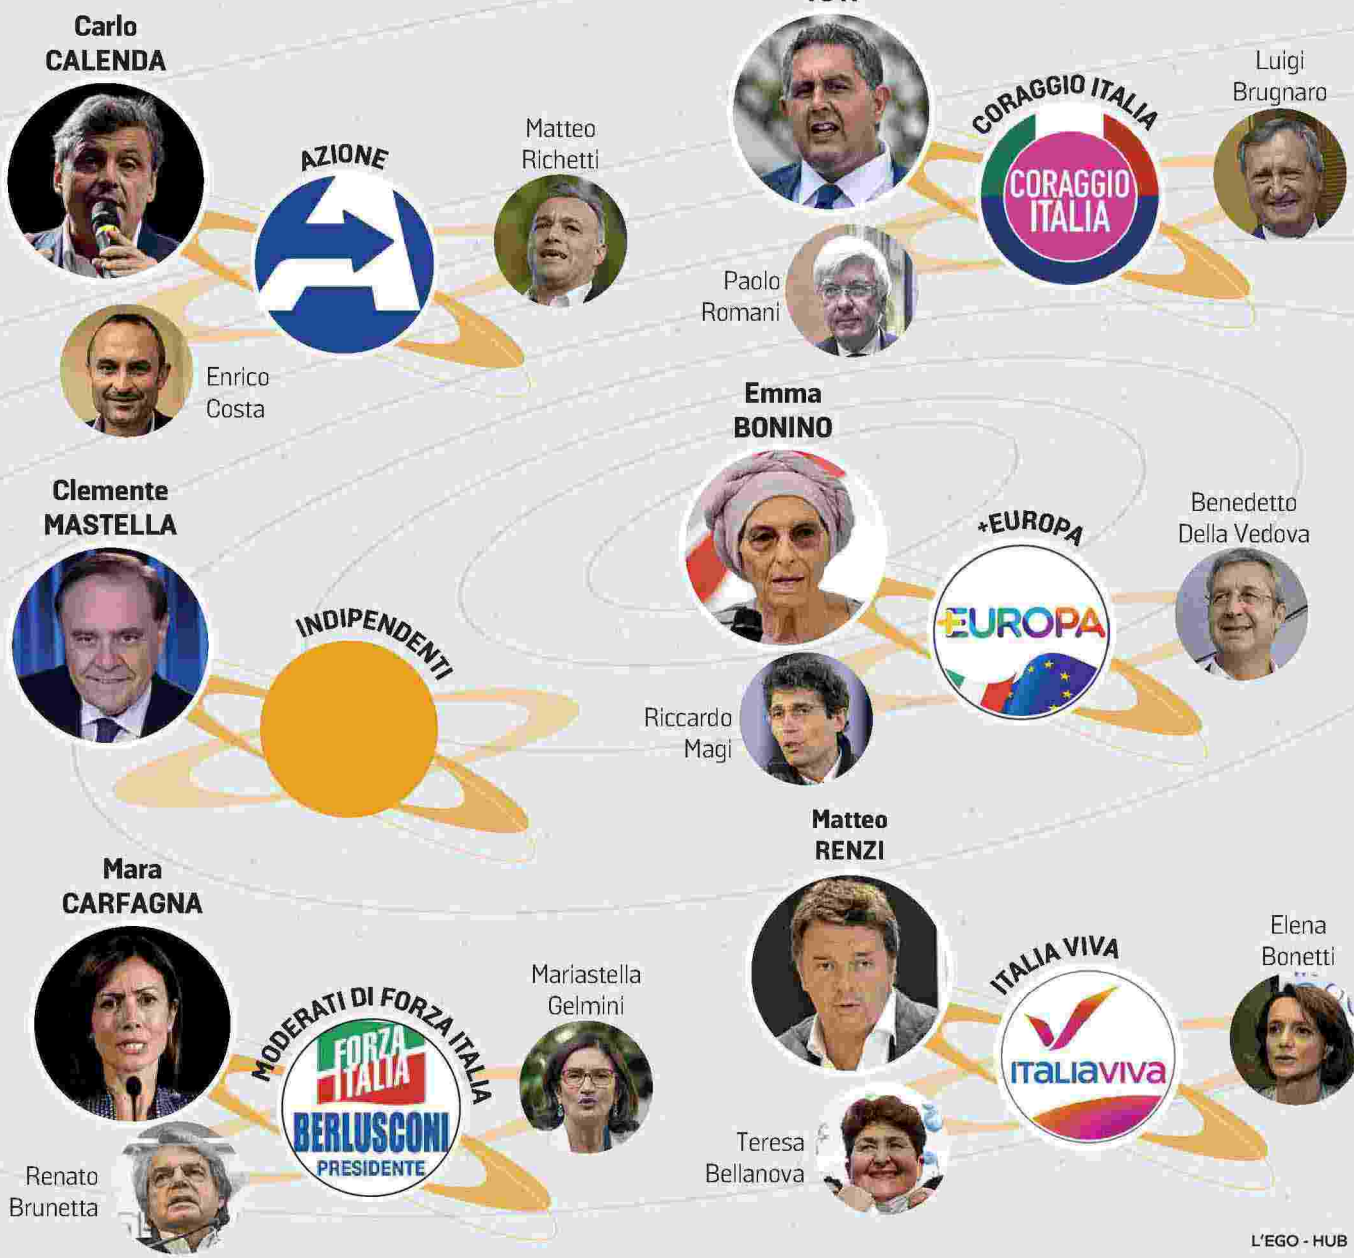 Carlo
CALENDA
AZIONE
Matteo
Richetti
Enrico
Costa
CORAGGIO ITALIA
CORAGGIO
ITALIA
Luigi
Brugnaro
Paolo
Romani
Clemente
MASTELLA
INDIPENDENTI
Emma
BONINO
+EUROPA
+EUROPA
Benedetto
Della Vedova
Riccardo
Magi
Mara
CARFAGNA
MODERATI DI FORZA ITALIA
FORZA
ITALIA
BERLUSCONI
PRESIDENTE
Mariastella
Gelmini
Renato
Brunetta
Matteo
RENZI
ITALIA VIVA
ITALIAVIVA
Elena
Bonetti
Teresa
Bellanova
L'EGO - HUB